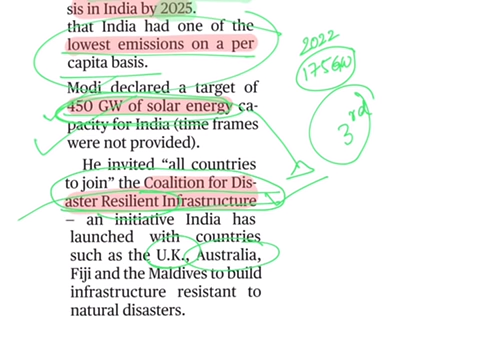 sis in India by 2025.
that India had one of the
lowest emissions on a per
capita basis.
Modi declared a target of
450 GW of solar energy ca-
pacity for India (time frames
were not provided).
He invited “all countries
to join” the Coalition for Dis-
aster Resilient Infrastructure
– an initiative India has
launched with countries
such as the U.K., Australia,
Fiji and the Maldives to build
infrastructure resistant to
natural disasters.
2022
175GW
3rd